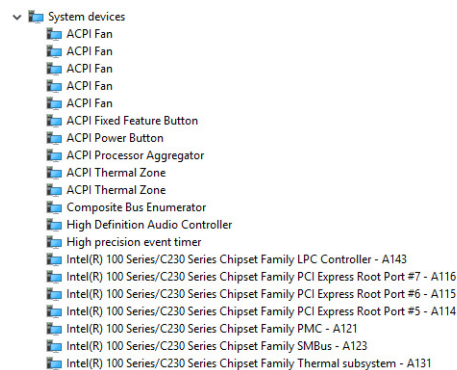 System devices
ACPI Fan
ACPI Fan
ACPI Fan
ACPI Fan
ACPI Fan
ACPI Fixed Feature Button
ACPI Power Button
ACPI Processor Aggregator
ACPI Thermal Zone
ACPI Thermal Zone
Composite Bus Enumerator
High Definition Audio Controller
High precision event timer
Intel(R) 100 Series/C230 Series Chipset Family LPC Controller - A143
Intel(R) 100 Series/C230 Series Chipset Family PCI Express Root Port #7 - A116
Intel(R) 100 Series/C230 Series Chipset Family PCI Express Root Port #6 - A115
Intel(R) 100 Series/C230 Series Chipset Family PCI Express Root Port #5 - A114
Intel(R) 100 Series/C230 Series Chipset Family PMC - A121
Intel(R) 100 Series/C230 Series Chipset Family SMBus - A123
Intel(R) 100 Series/C230 Series Chipset Family Thermal subsystem - A131